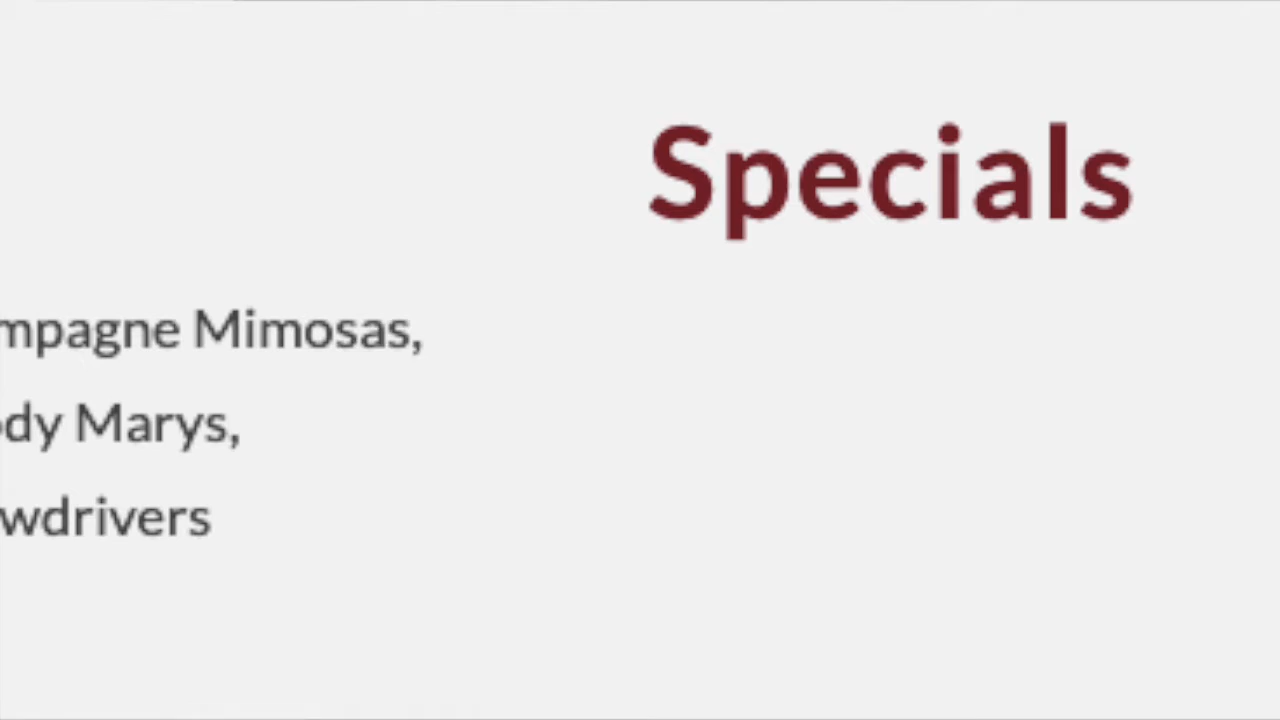 Specials
mpagne Mimosas,
dy Marys,
wdrivers